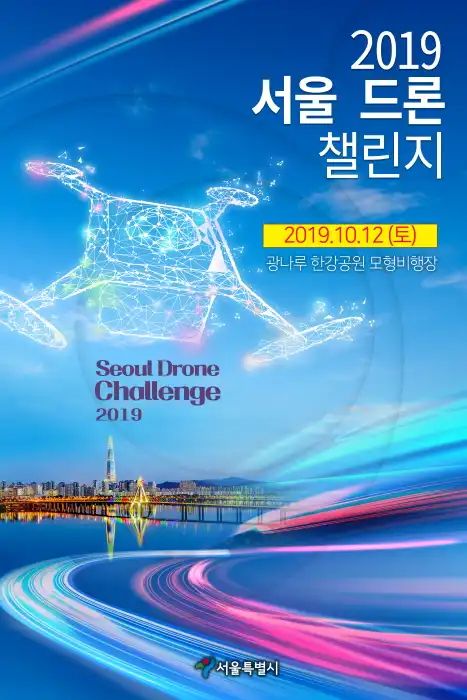 2019
서울 드론
챌린지
2019.10.12 (토)
광나루 한강공원 모형비행장
Seoul Drone
Challenge
2019
서울특별시